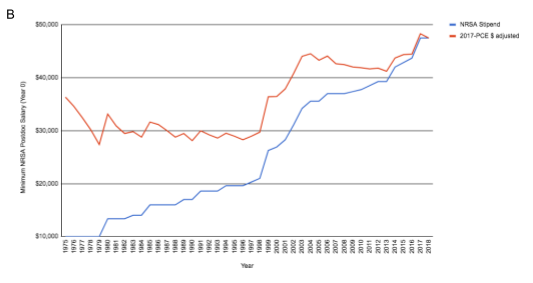 B
NRSA Stipend
2017-PCE $ adjusted
Minimum NRSA Postdoc Salary (Year 0)
$50,000
$40,000
$30,000
$20,000
$10,000
1975 1976 1977 1978 1979 1980 1981 1982 1983 1984 1985 1986 1987 1988 1989 1990 1991 1992 1993 1994 1995 1996 1997 1998 1999 2000 2001 2002 2003 2004 2005 2006 2007 2008 2009 2010 2011 2012 2013 2014 2015 2016 2017 2018
Year